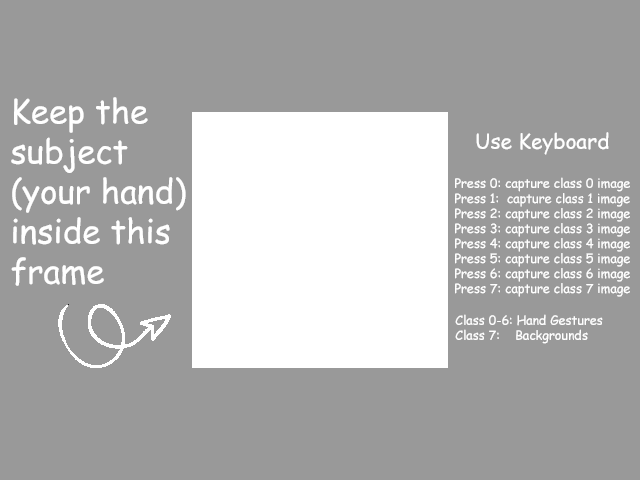 Keep the
subject
(your hand)
inside this
frame
Use Keyboard
Press 0: capture class 0 image
Press 1:  capture class 1 image
Press 2: capture class 2 image
Press 3: capture class 3 image
Press 4: capture class 4 image
Press 5: capture class 5 image
Press 6: capture class 6 image
Press 7: capture class 7 image
Class 0-6: Hand Gestures
Class 7:    Backgrounds